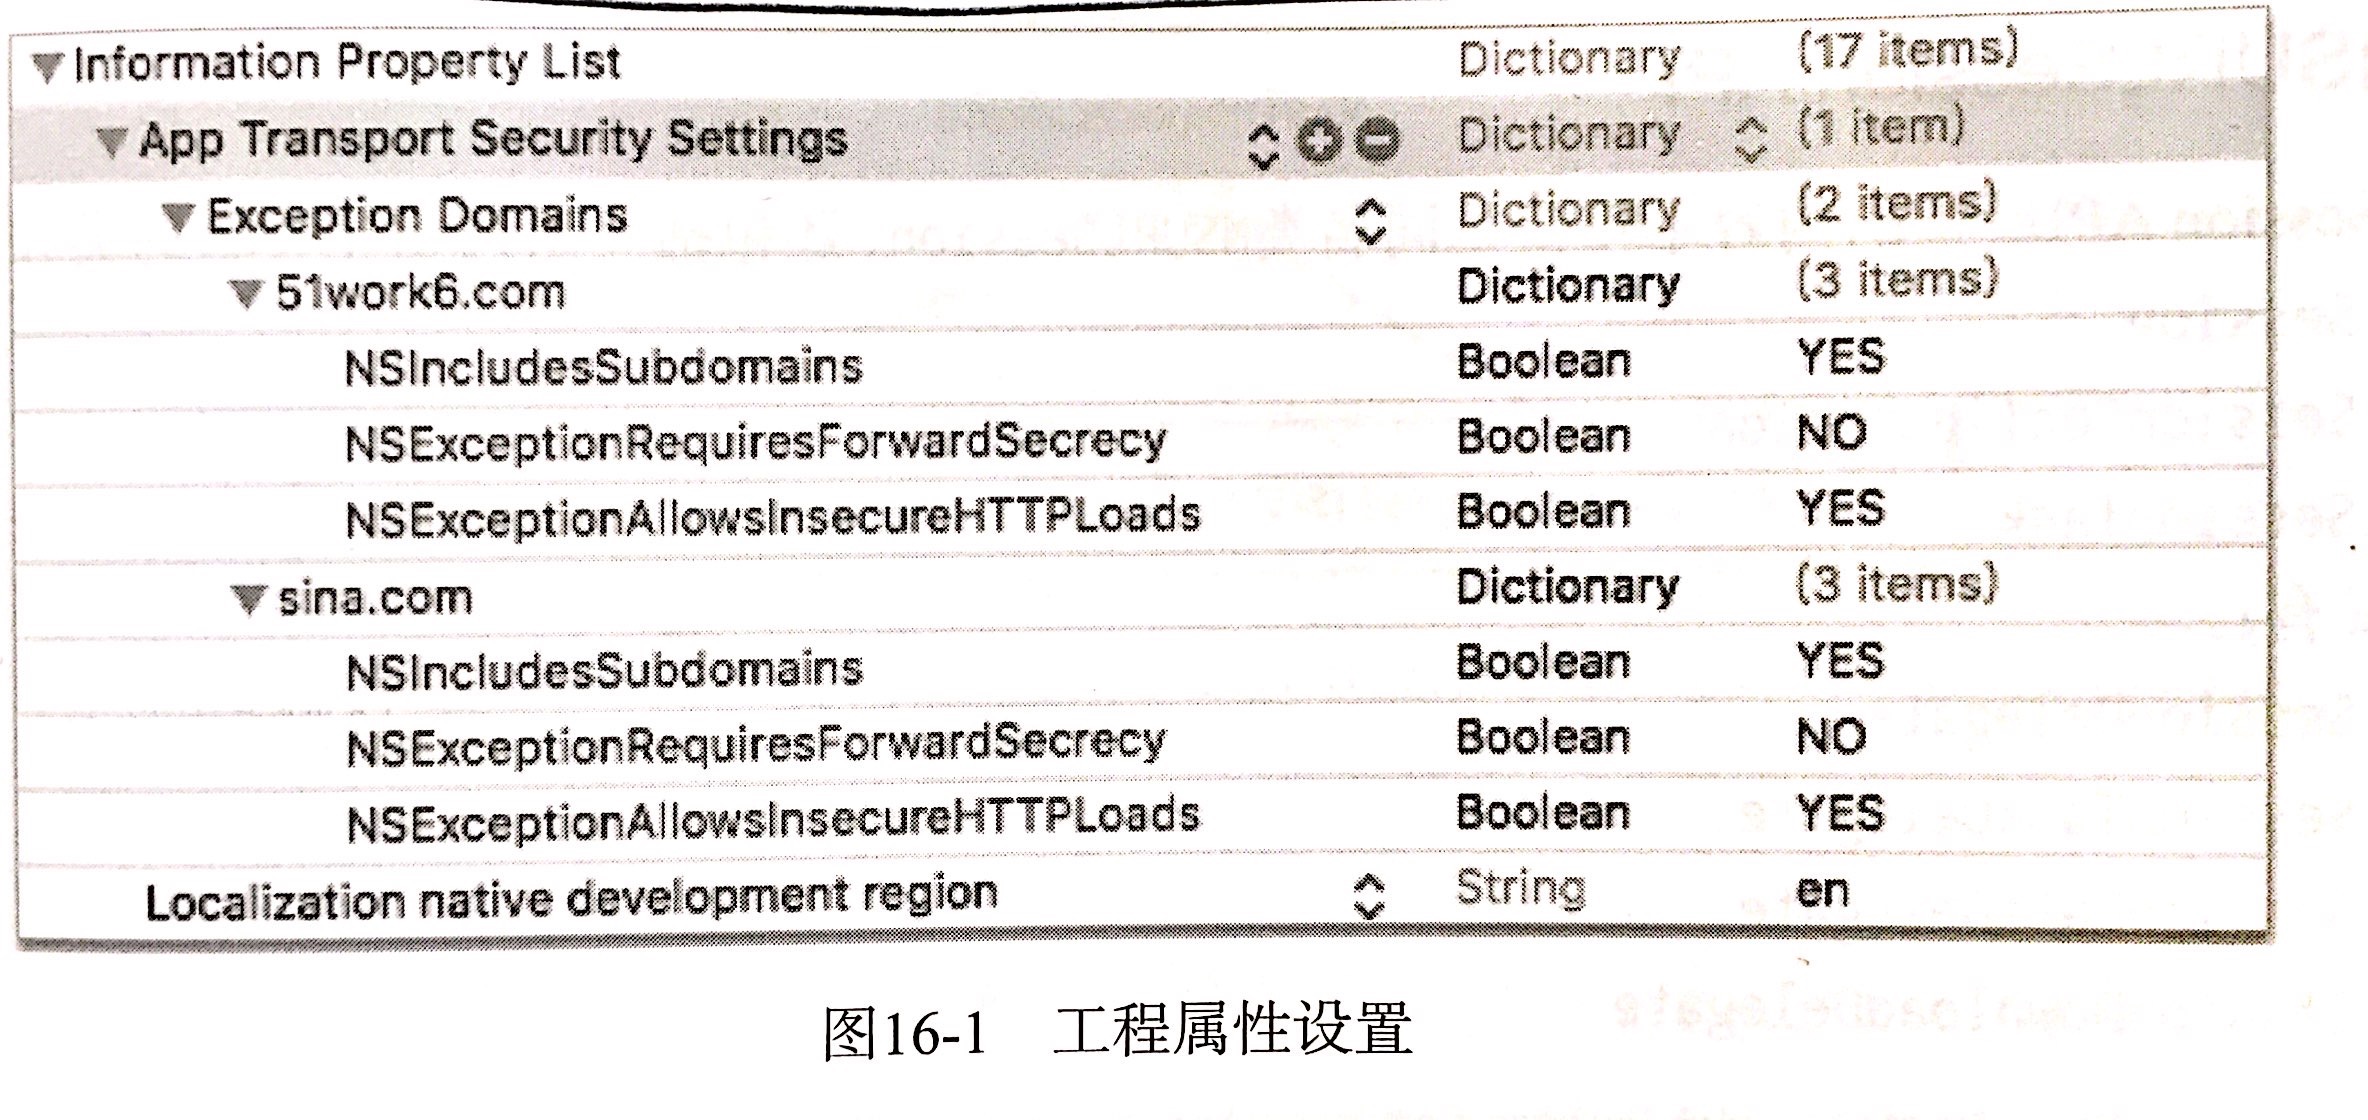 Information Property List Dictionary (17 items)
App Transport Security Settings Dictionary (1 item)
Exception Domains Dictionary (2 items)
51work6.com Dictionary (3 items)
NSIncludesSubdomains Boolean YES
NSExceptionRequiresForwardSecrecy Boolean NO
NSExceptionAllowsInsecureHTTPLoads Boolean YES
sina.com Dictionary (3 items)
NSIncludesSubdomains Boolean YES
NSExceptionRequiresForwardSecrecy Boolean NO
NSExceptionAllowsInsecureHTTPLoads Boolean YES
Localization native development region String en
图16-1 工程属性设置